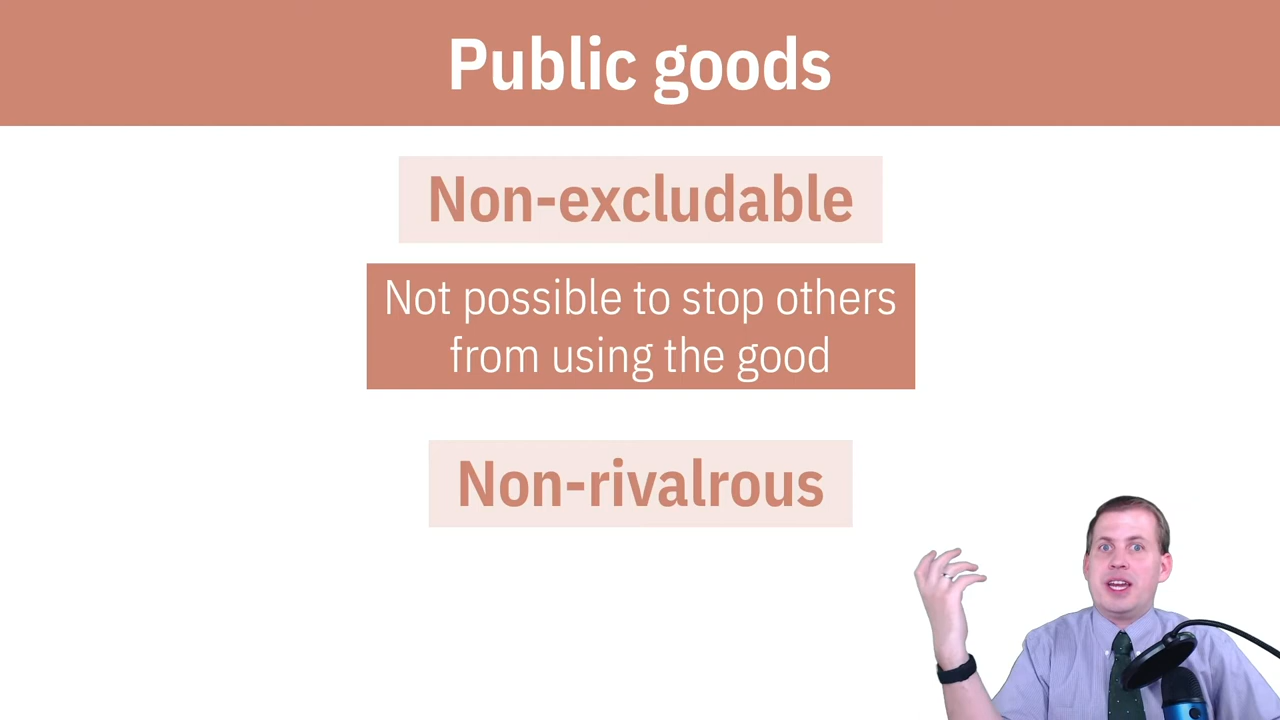 Public goods
Non-excludable
Not possible to stop others
from using the good
Non-rivalrous